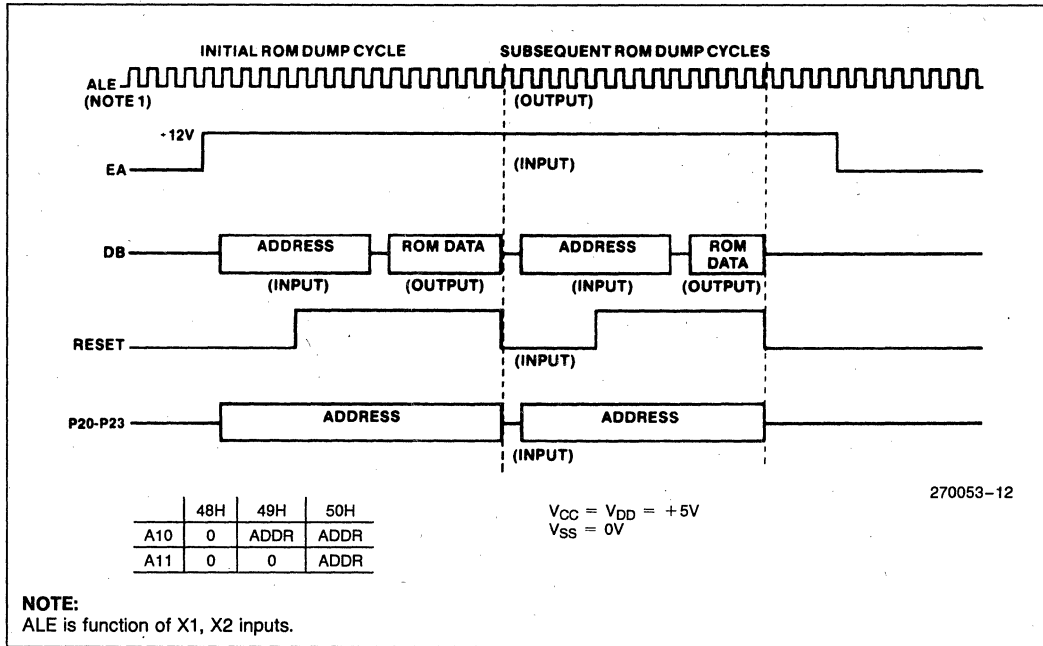 INITIAL ROM DUMP CYCLE
SUBSEQUENT ROM DUMP CYCLES
ALE
(NOTE 1)
(OUTPUT)
+12V
EA
(INPUT)
DB
ADDRESS
ROM DATA
ADDRESS
ROM
DATA
(INPUT)
(OUTPUT)
(INPUT)
(OUTPUT)
RESET
(INPUT)
P20-P23
ADDRESS
ADDRESS
(INPUT)
270053-12
48H 49H 50H
A10 0 ADDR ADDR
A11 0 0 ADDR
VCC = VDD = +5V
VSS = 0V
NOTE:
ALE is function of X1, X2 inputs.